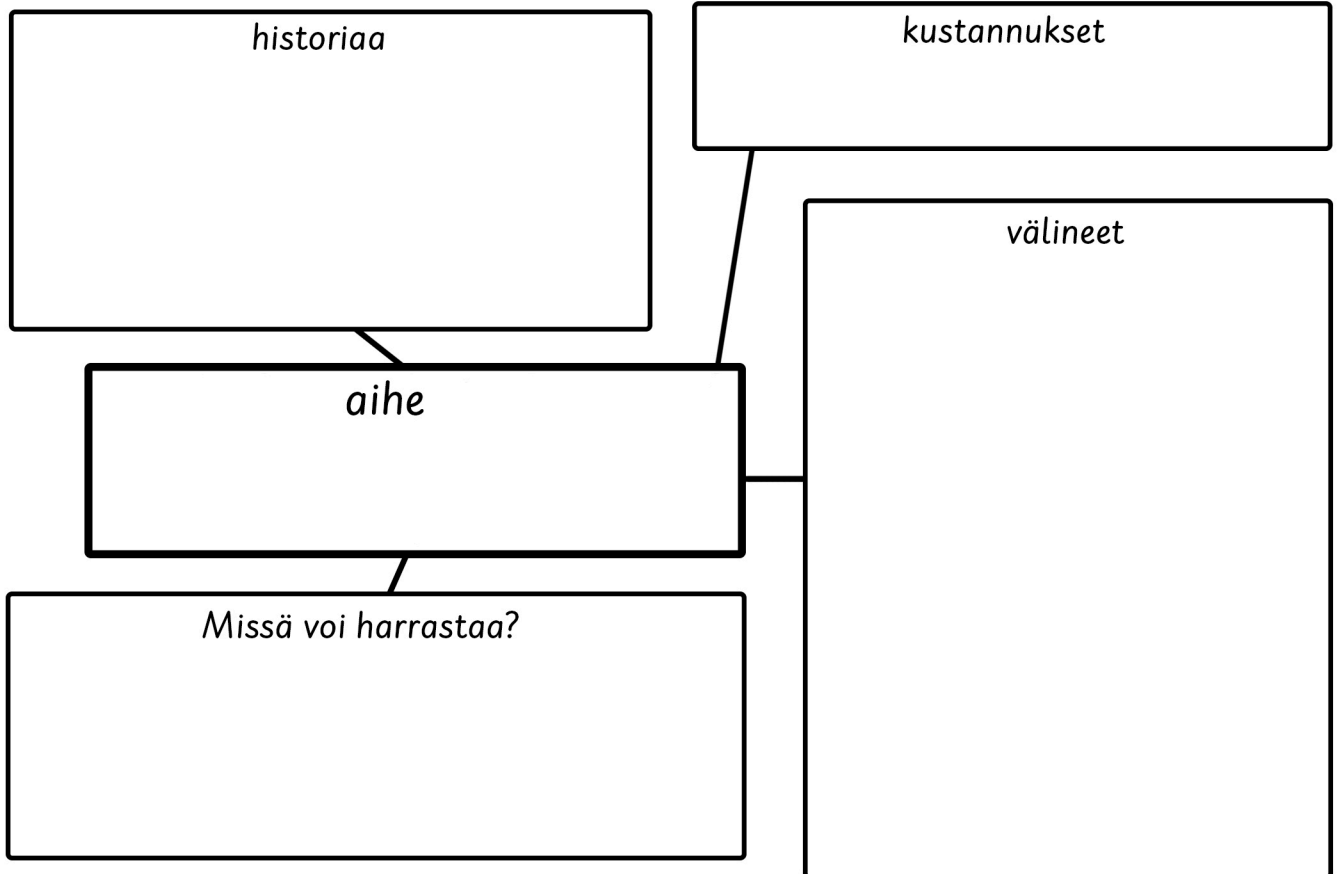 historiaa
kustannukset
välineet
aihe
Missä voi harrastaa?